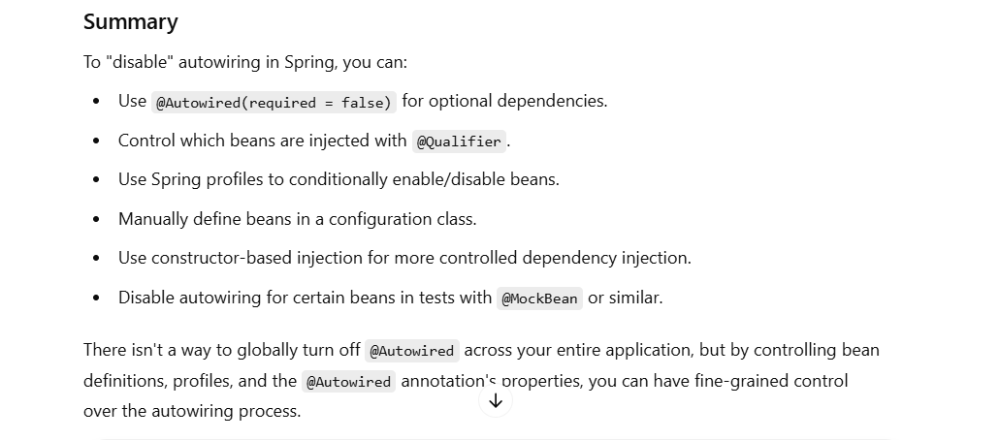 Summary
To "disable" autowiring in Spring, you can:
• Use @Autowired(required = false) for optional dependencies.
• Control which beans are injected with @Qualifier.
• Use Spring profiles to conditionally enable/disable beans.
• Manually define beans in a configuration class.
• Use constructor-based injection for more controlled dependency injection.
• Disable autowiring for certain beans in tests with @MockBean or similar.
There isn't a way to globally turn off @Autowired across your entire application, but by controlling bean
definitions, profiles, and the @Autowired annotation's properties, you can have fine-grained control
over the autowiring process.